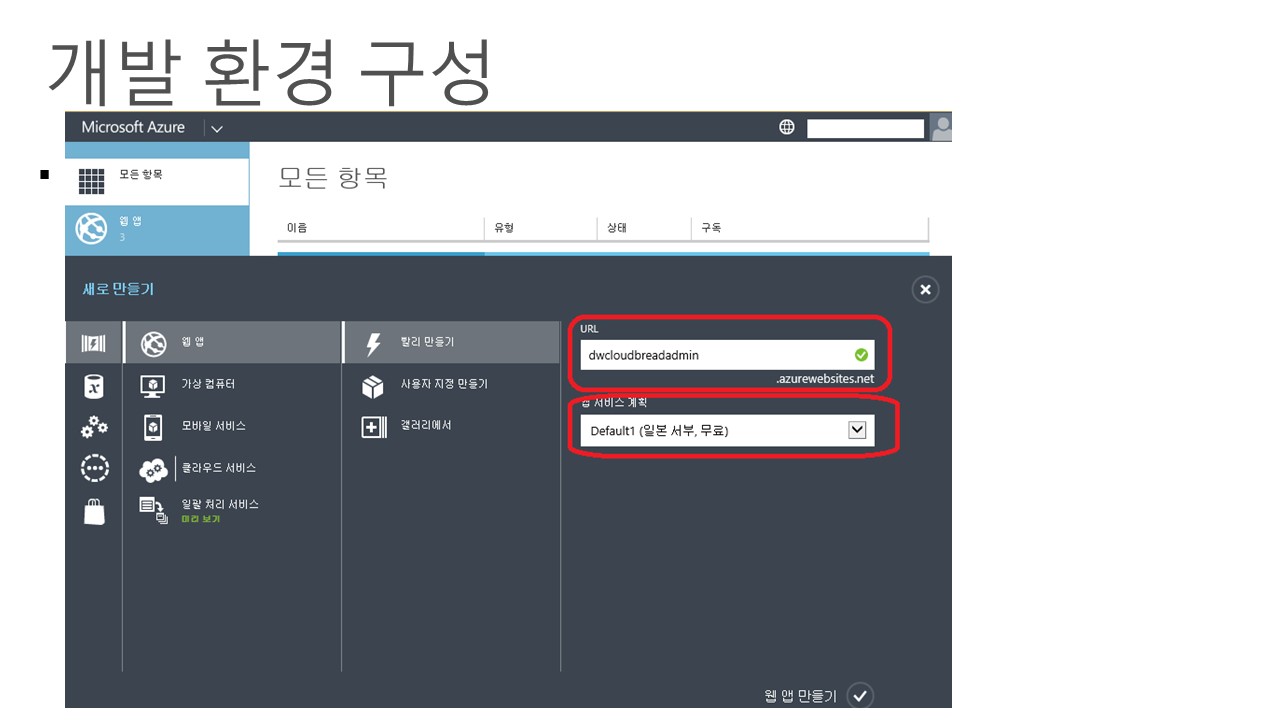 개발 환경 구성
Microsoft Azure
모든 항목
웹 앱
3
모든 항목
이름 유형 상태 구독
새로 만들기
웹 앱
가상 컴퓨터
모바일 서비스
클라우드 서비스
일괄 처리 서비스
미리 보기
빨리 만들기
사용자 지정 만들기
갤러리에서
URL
dwcloudbreadadmin
.azurewebsites.net
앱 서비스 계획
Default1 (일본 서부, 무료)
웹 앱 만들기